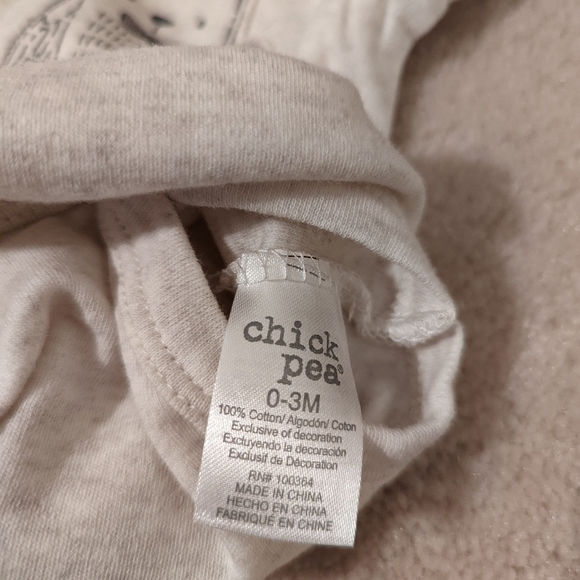 chick
pea®
0-3M
100% Cotton/ Algodón/ Coton
Exclusive of decoration
Excluyendo la decoración
Exclusif de Décoration
RN# 100364
MADE IN CHINA
HECHO EN CHINA
FABRIQUÉ EN CHINE